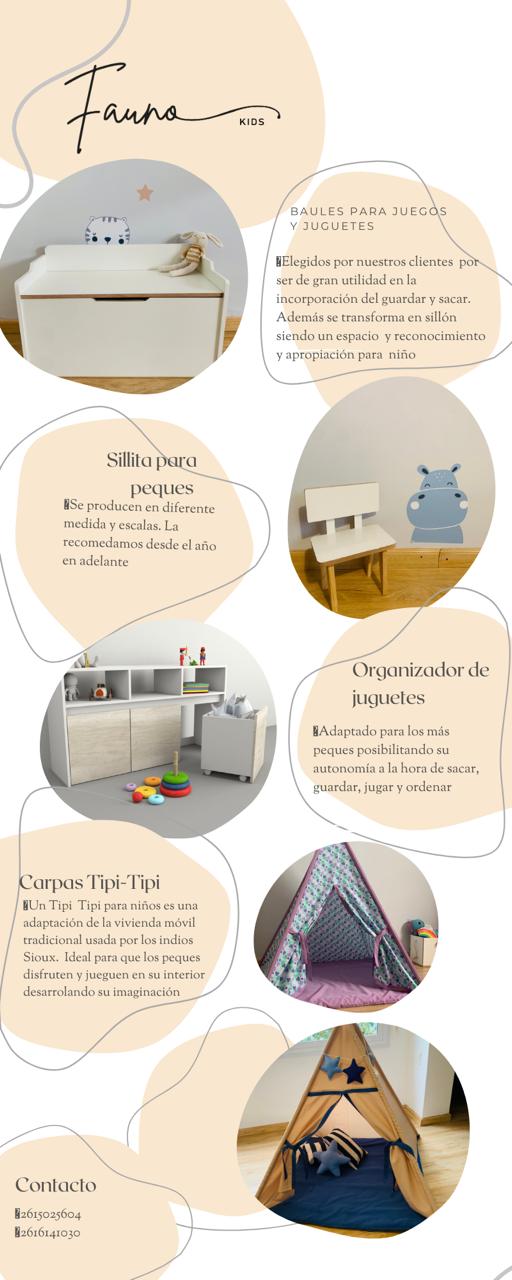 Fauno
KIDS
BAULES PARA JUEGOS
Y JUGUETES
Elegidos por nuestros clientes por
ser de gran utilidad en la
incorporación del guardar y sacar.
Además se transforma en sillón
siendo un espacio y reconocimiento
y apropiación para niño
Sillita para
peques
Se producen en diferente
medida y escalas. La
recomedamos desde el año
en adelante
Organizador de
juguetes
Adaptado para los más
peques posibilitando su
autonomía a la hora de sacar,
guardar, jugar y ordenar
Carpas Tipi-Tipi
Un Tipi Tipi para niños es una
adaptación de la vivienda móvil
tradicional usada por los indios
Sioux. Ideal para que los peques
disfruten y jueguen en su interior
desarrolando su imaginación
Contacto
2615025604
2616141030